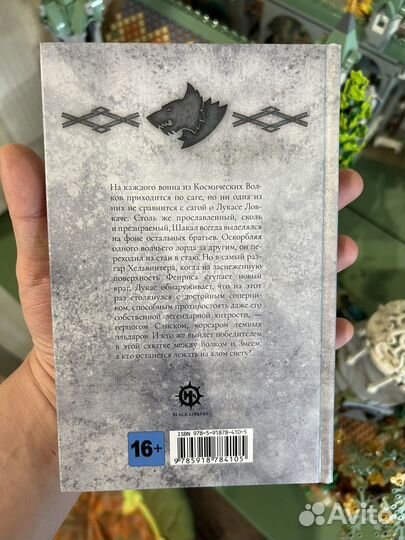 На каждого воина из Космических Вол-
ков приходится по саге, но ни одна из
них не сравнится с сагой о Лукасе Лов-
каче. Столь же прославленный, сколь
и презираемый, Шакал всегда выделялся
на фоне остальных братьев. Оскорбляя
одного волчьего лорда за другим, он пе-
реходил из стаи в стаю. Но в самый раз-
гар Хельвинтера, когда на заснеженную
поверхность Фенриса ступает новый
враг, Лукас обнаруживает, что на этот
раз столкнулся с достойным соперни-
ком, способным противостоять даже его
собственной легендарной хитрости, –
герцогом Слиском, корсаром темных
эльдаров. И кто же выйдет победителем
в этой схватке между Волком и Змеем,
а кто останется лежать на алом снегу?
BLACK LIBRARY
ISBN 978-5-91878-410-5
16+
9 785918 784105
Avito